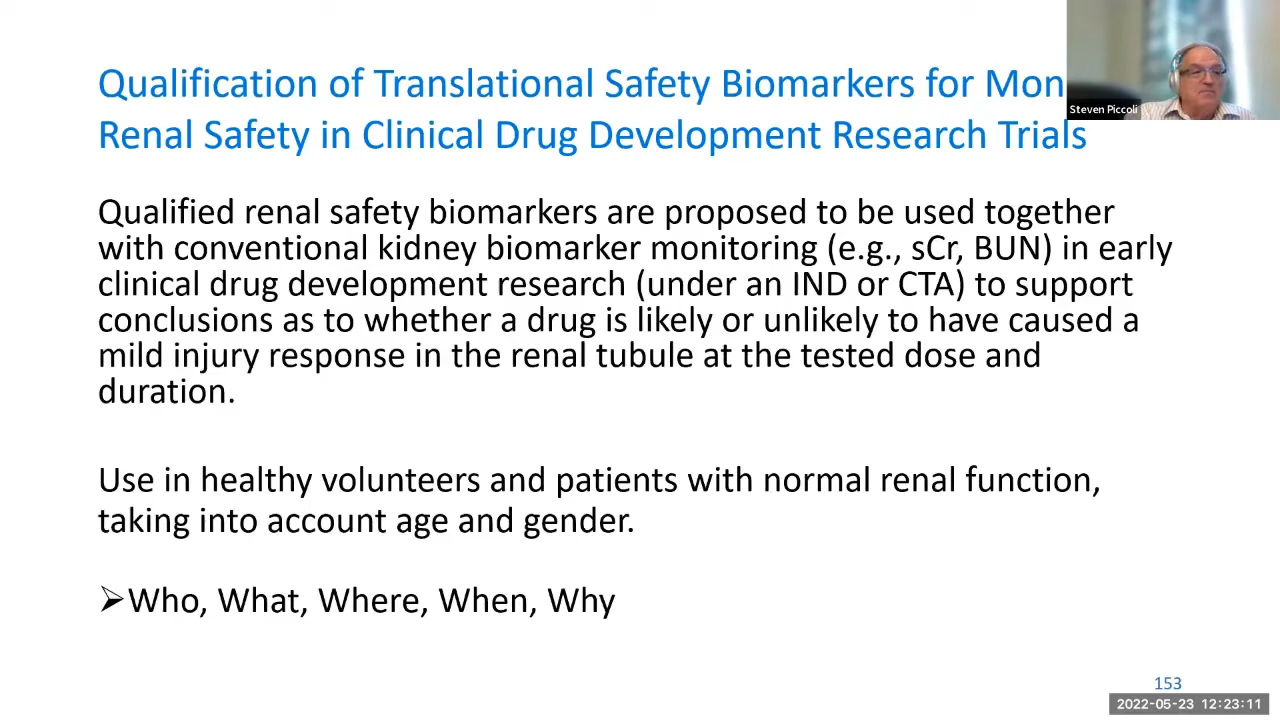 Qualification of Translational Safety Biomarkers for Mon
Steven Piccoli
Renal Safety in Clinical Drug Development Research Trials
Qualified renal safety biomarkers are proposed to be used together
with conventional kidney biomarker monitoring (e.g., sCr, BUN) in early
clinical drug development research (under an IND or CTA) to support
conclusions as to whether a drug is likely or unlikely to have caused a
mild injury response in the renal tubule at the tested dose and
duration.
Use in healthy volunteers and patients with normal renal function,
taking into account age and gender.
➢Who, What, Where, When, Why
153
2022-05-23 12:23:11